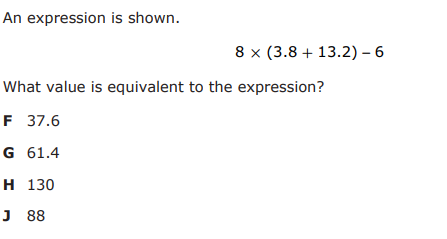 An expression is shown.
8 × (3.8 + 13.2) – 6
What value is equivalent to the expression?
F 37.6
G 61.4
H 130
J 88